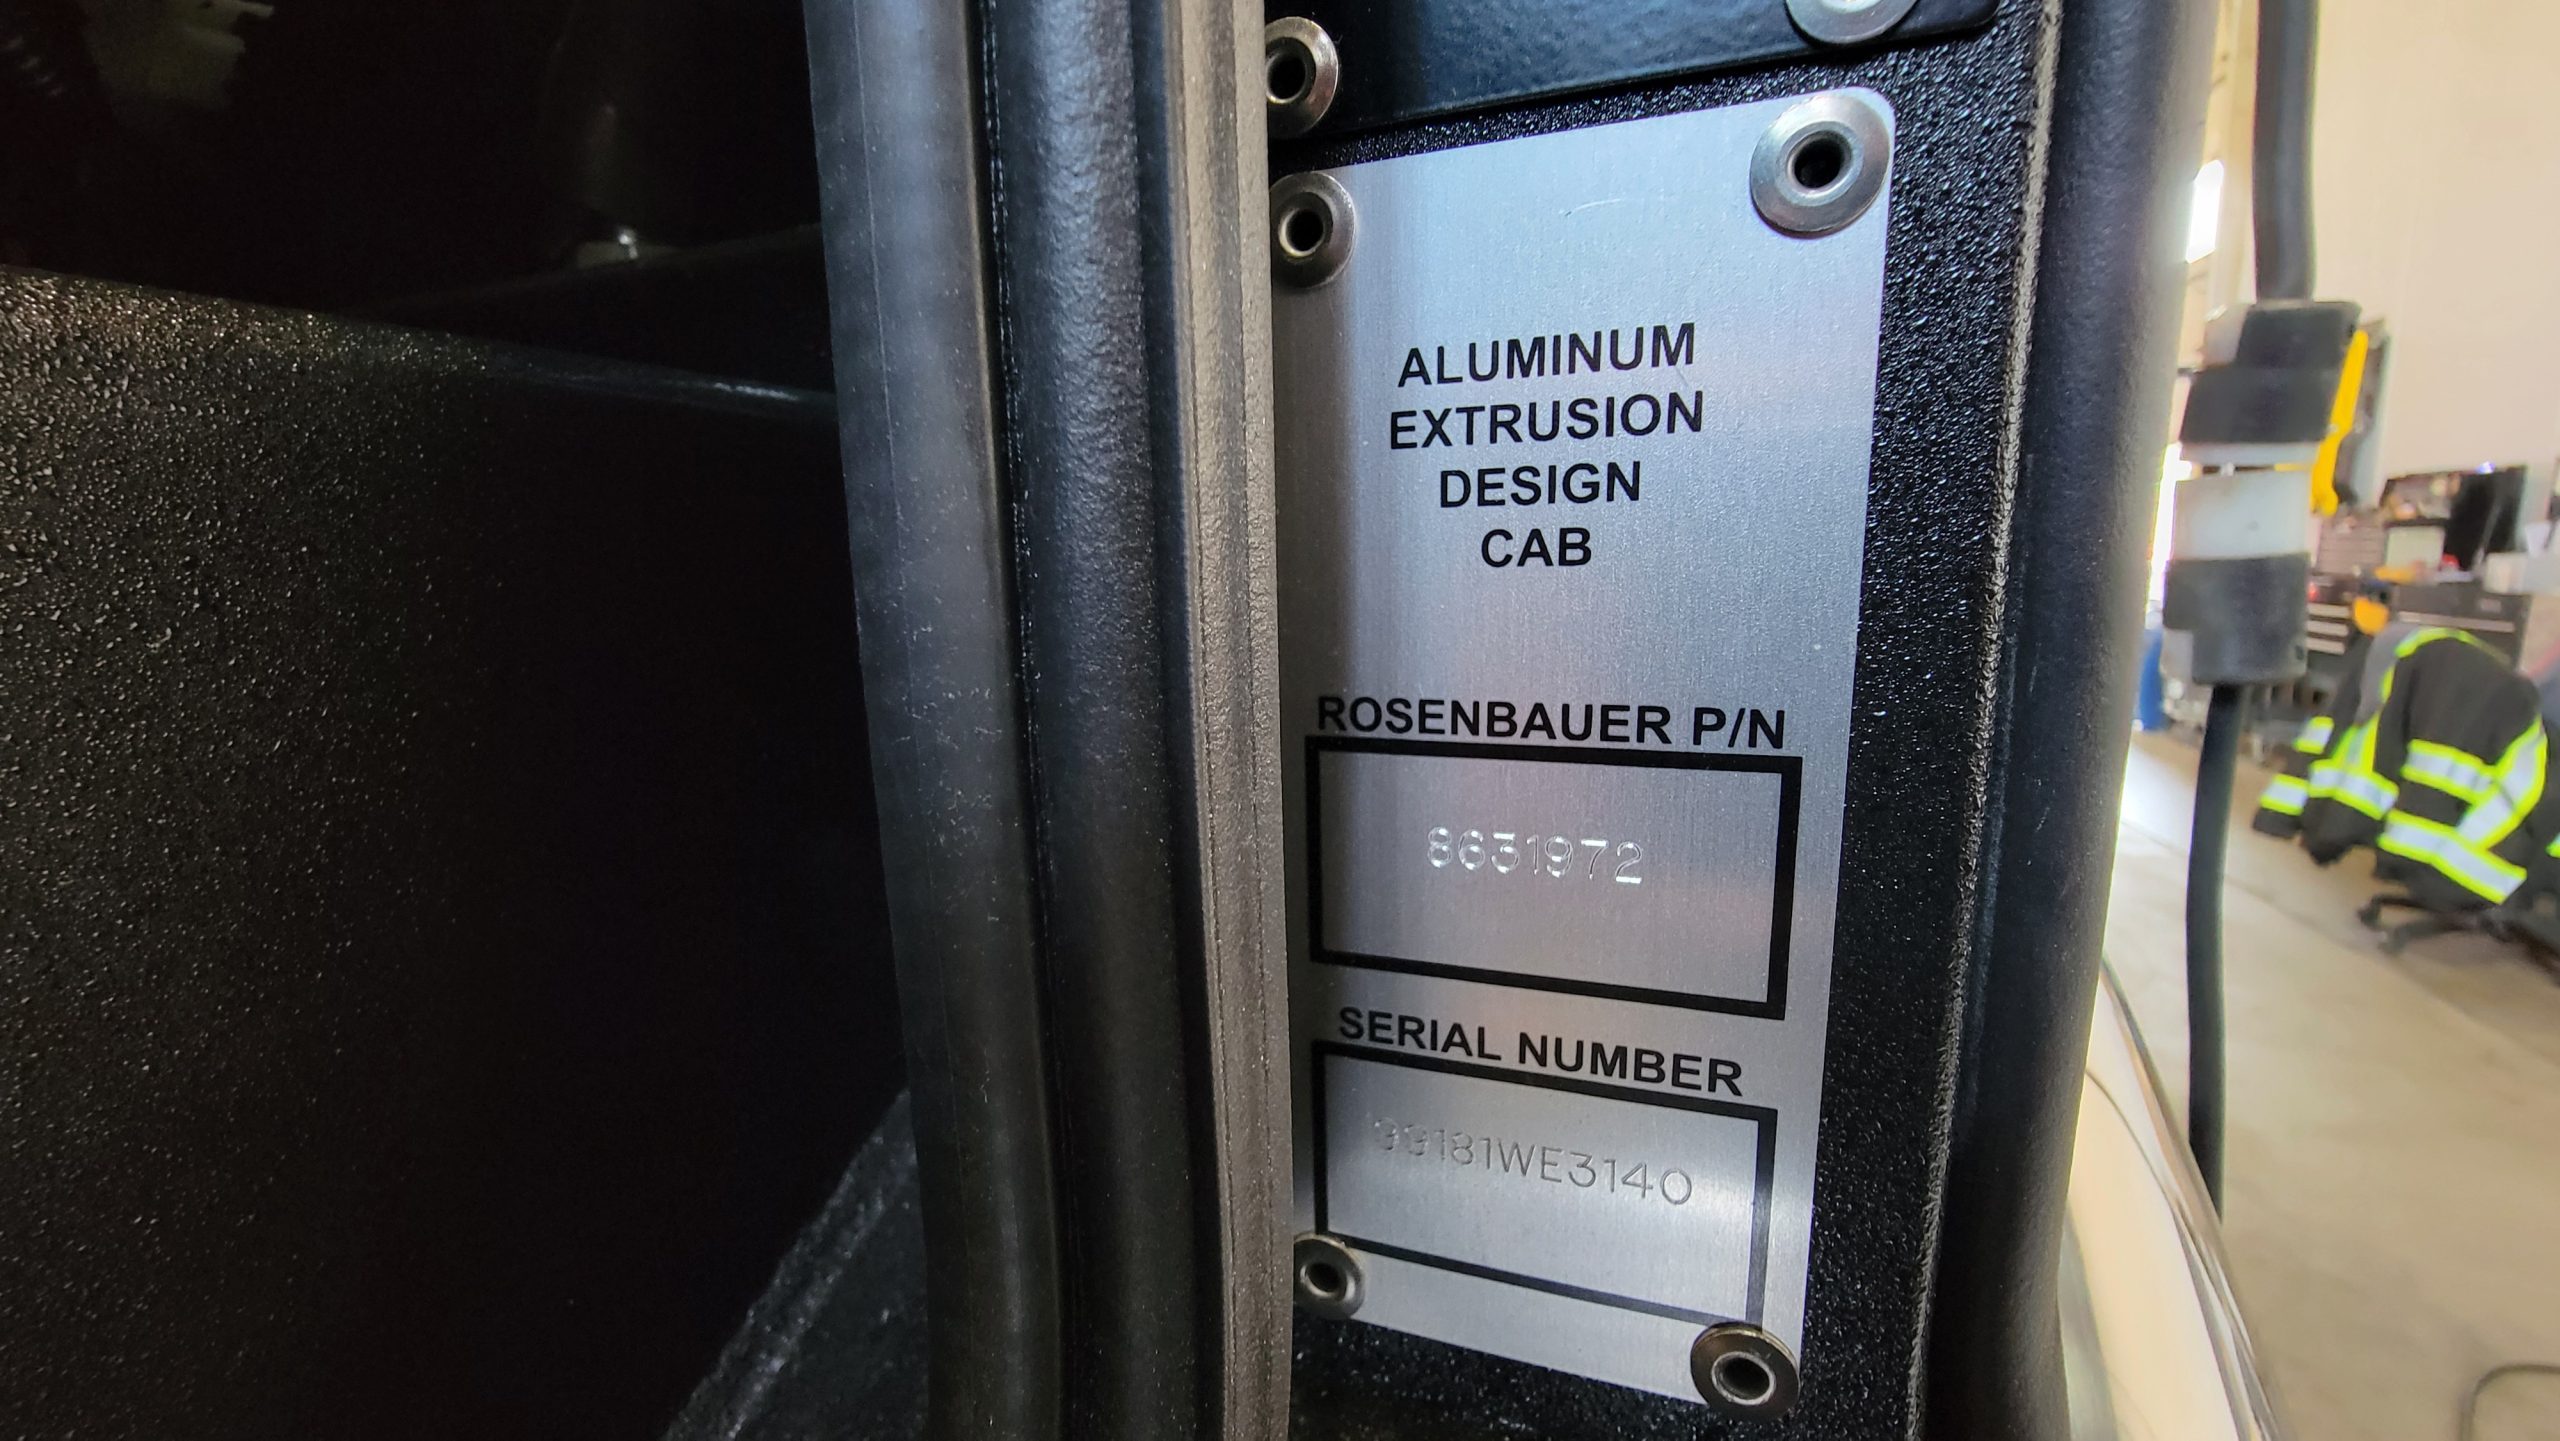 ALUMINUM
EXTRUSION
DESIGN
CAB
ROSENBAUER P/N
8631972
SERIAL NUMBER
99181WE3140